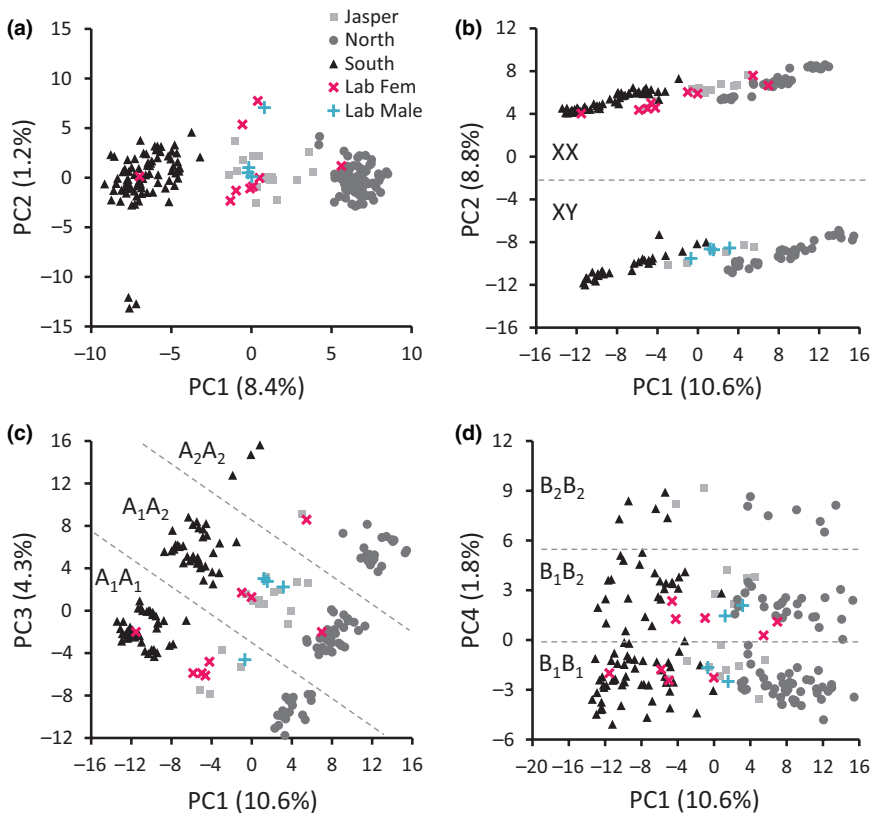 (a)
Jasper
North
South
Lab Fem
Lab Male
15
10
5
0
−5
−10
−15
PC2 (1.2%)
−10
−5
0
5
10
PC1 (8.4%)
(b)
12
8
4
0
−4
−8
−12
−16
PC2 (8.8%)
XX
XY
−16
−12
−8
−4
0
4
8
12
16
PC1 (10.6%)
(c)
16
12
8
4
0
−4
−8
−12
PC3 (4.3%)
A₂A₂
A₁A₂
A₁A₁
−16
−12
−8
−4
0
4
8
12
16
PC1 (10.6%)
(d)
12
9
6
3
0
−3
−6
PC4 (1.8%)
B₂B₂
B₁B₂
B₁B₁
−20
−16
−12
−8
−4
0
4
8
12
16
PC1 (10.6%)